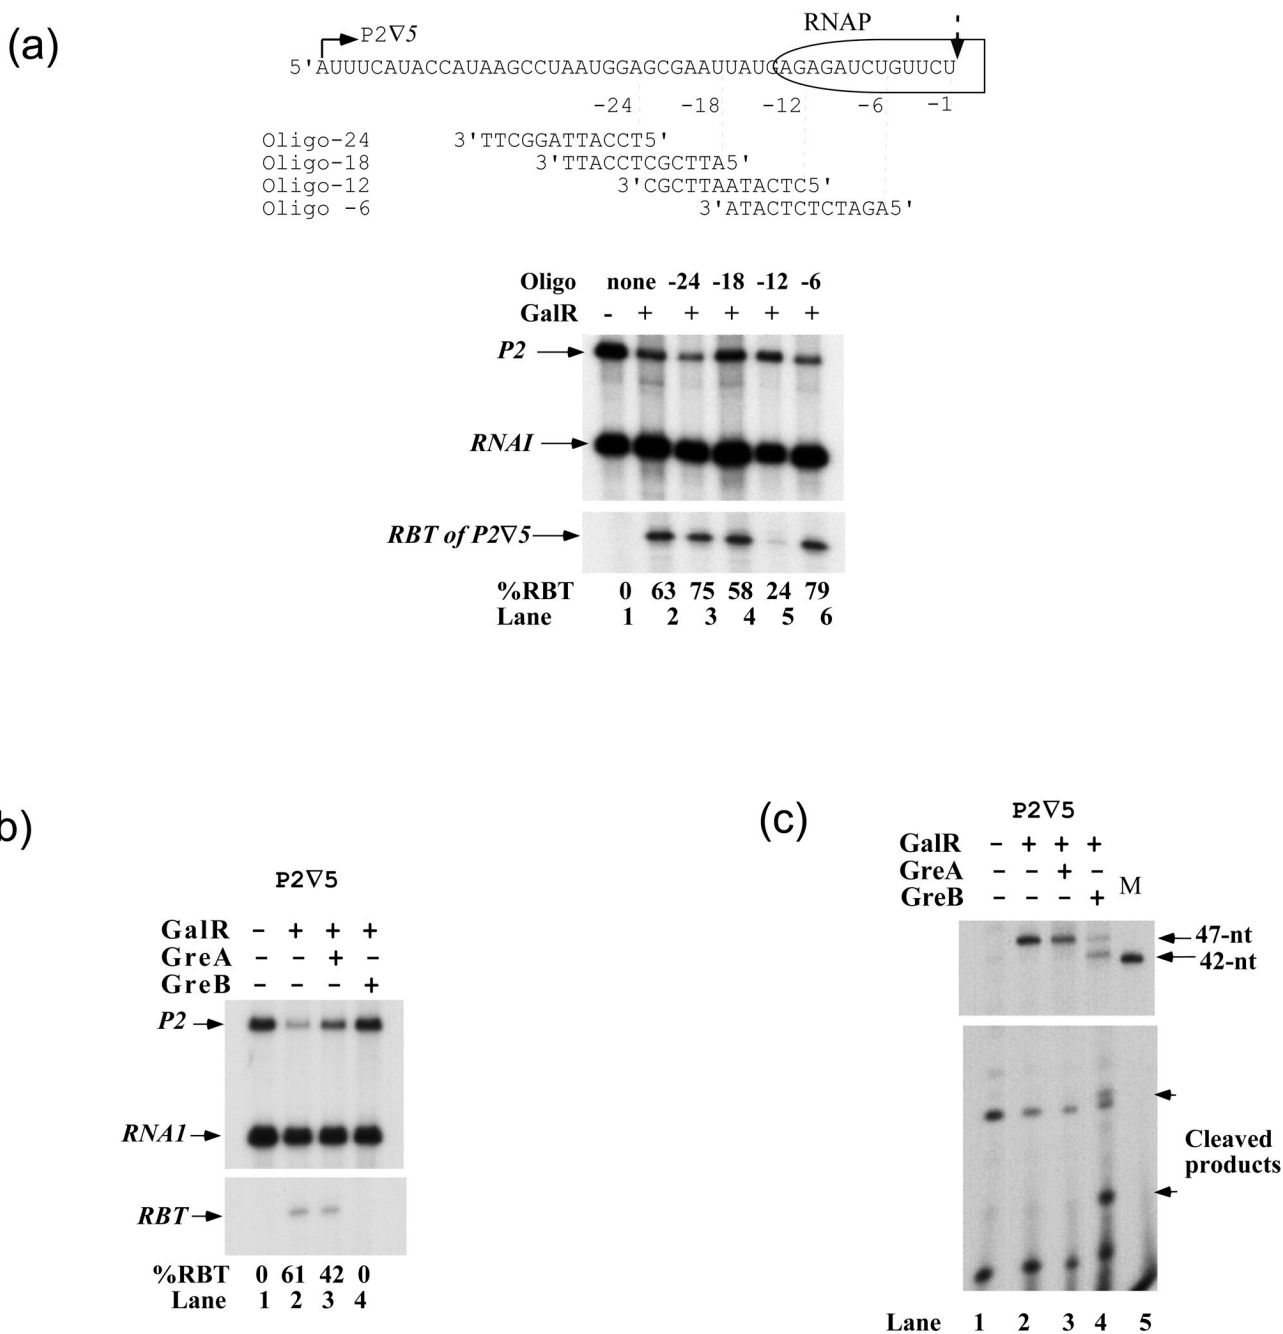 (a)
RNAP
P2∇5
5'AUUUCAUACCAUAAGCCUAAUGGAGCGAAUUAUGAGAGAUCUGUUCU
-24 -18 -12 -6 -1
Oligo-24 3'TTCGGATTACCT5'
Oligo-18 3'TTACCTCGCTTA5'
Oligo-12 3'CGCTTAATACTC5'
Oligo -6 3'ATACTCTCTAGA5'
Oligo none -24 -18 -12 -6
GalR - + + + + +
P2
RNAI
RBT of P2∇5
%RBT 0 63 75 58 24 79
Lane 1 2 3 4 5 6
b)
P2∇5
GalR - + + +
GreA - - + -
GreB - - - +
P2
RNA1
RBT
%RBT 0 61 42 0
Lane 1 2 3 4
(c)
P2∇5
GalR - + + +
GreA - - + -
GreB - - - +
M
47-nt
42-nt
Cleaved
products
Lane 1 2 3 4 5